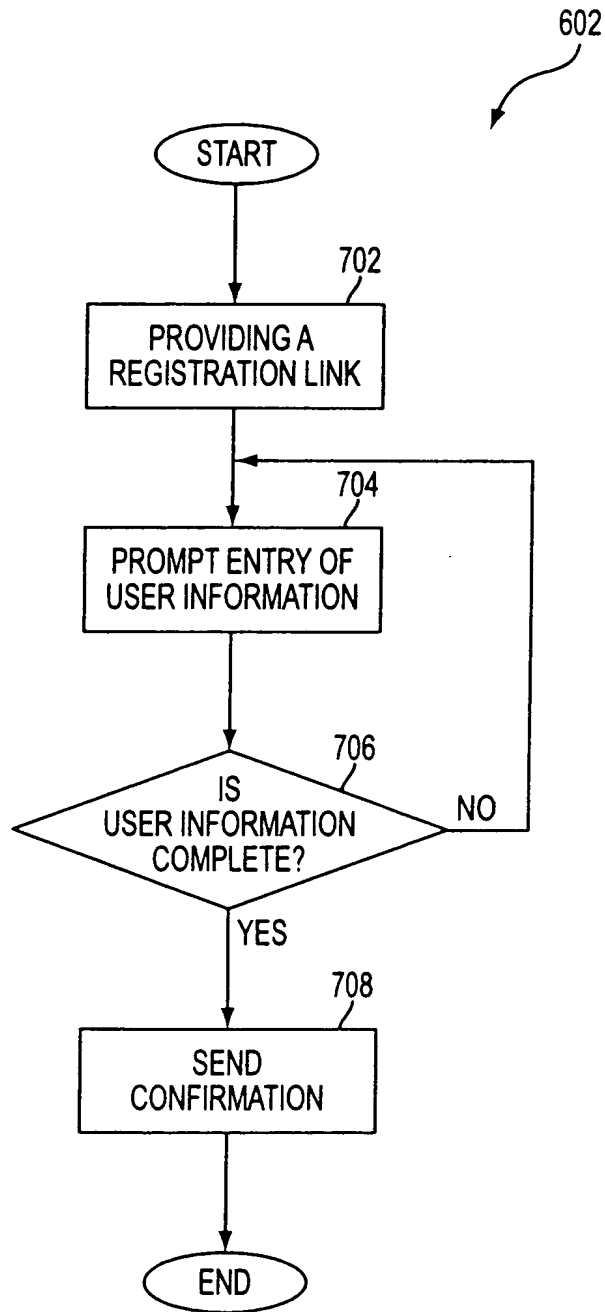 602
START
702
PROVIDING A
REGISTRATION LINK
704
PROMPT ENTRY OF
USER INFORMATION
706
IS
USER INFORMATION
COMPLETE?
NO
YES
708
SEND
CONFIRMATION
END